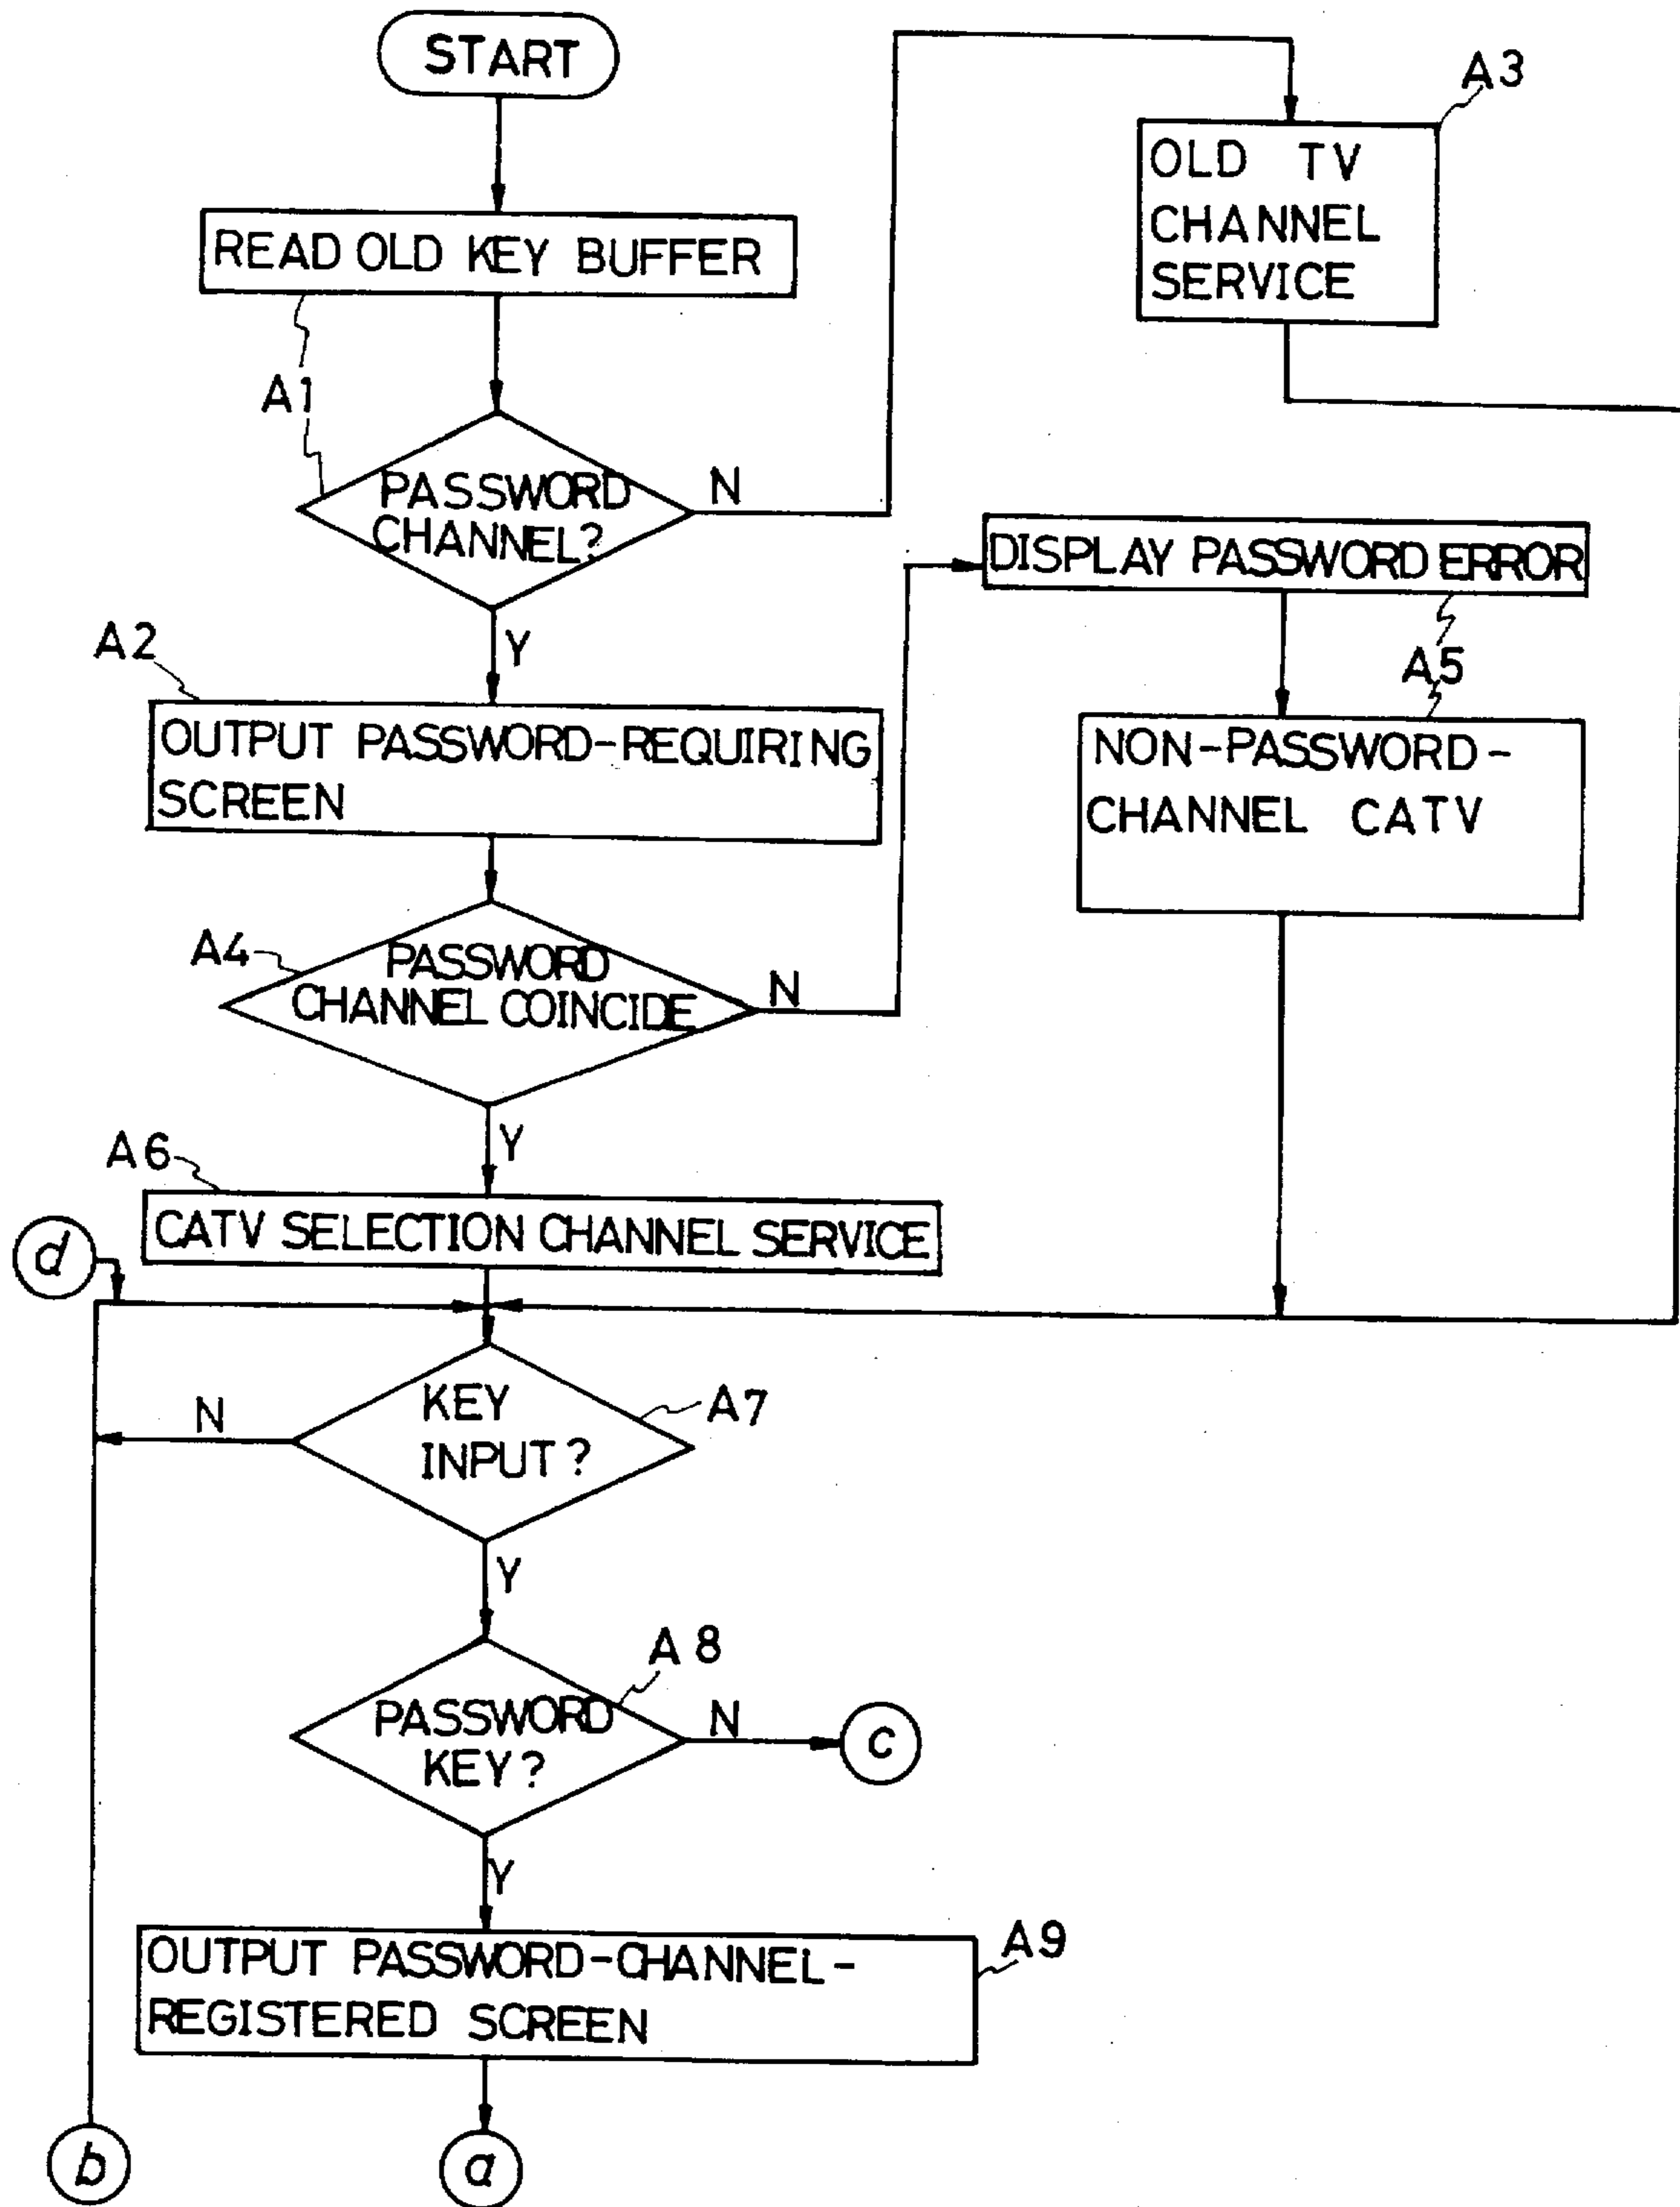 START
READ OLD KEY BUFFER
A1
PASSWORD
CHANNEL?
N
Y
A3
OLD TV
CHANNEL
SERVICE
A2
OUTPUT PASSWORD-REQUIRING
SCREEN
DISPLAY PASSWORD ERROR
A5
NON-PASSWORD-
CHANNEL CATV
A4
PASSWORD
CHANNEL COINCIDE
N
Y
A6
CATV SELECTION CHANNEL SERVICE
d
KEY
INPUT?
A7
N
Y
A8
PASSWORD
KEY?
N
c
Y
OUTPUT PASSWORD-CHANNEL-
REGISTERED SCREEN
A9
b
a